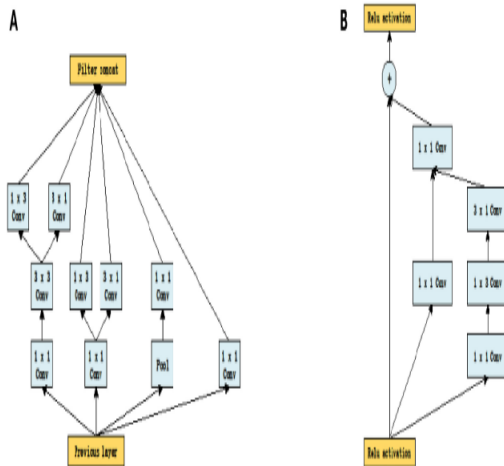 A
Filter concat
1 x 3
Conv
3 x 1
Conv
3 x 3
Conv
1 x 3
Conv
3 x 1
Conv
1 x 1
Conv
1 x 1
Conv
1 x 1
Conv
Pool
1 x 1
Conv
Previous layer
B
Relu activation
+
1 x 1 Conv
3 x 1 Conv
1 x 1 Conv
1 x 3 Conv
1 x 1 Conv
Relu activation